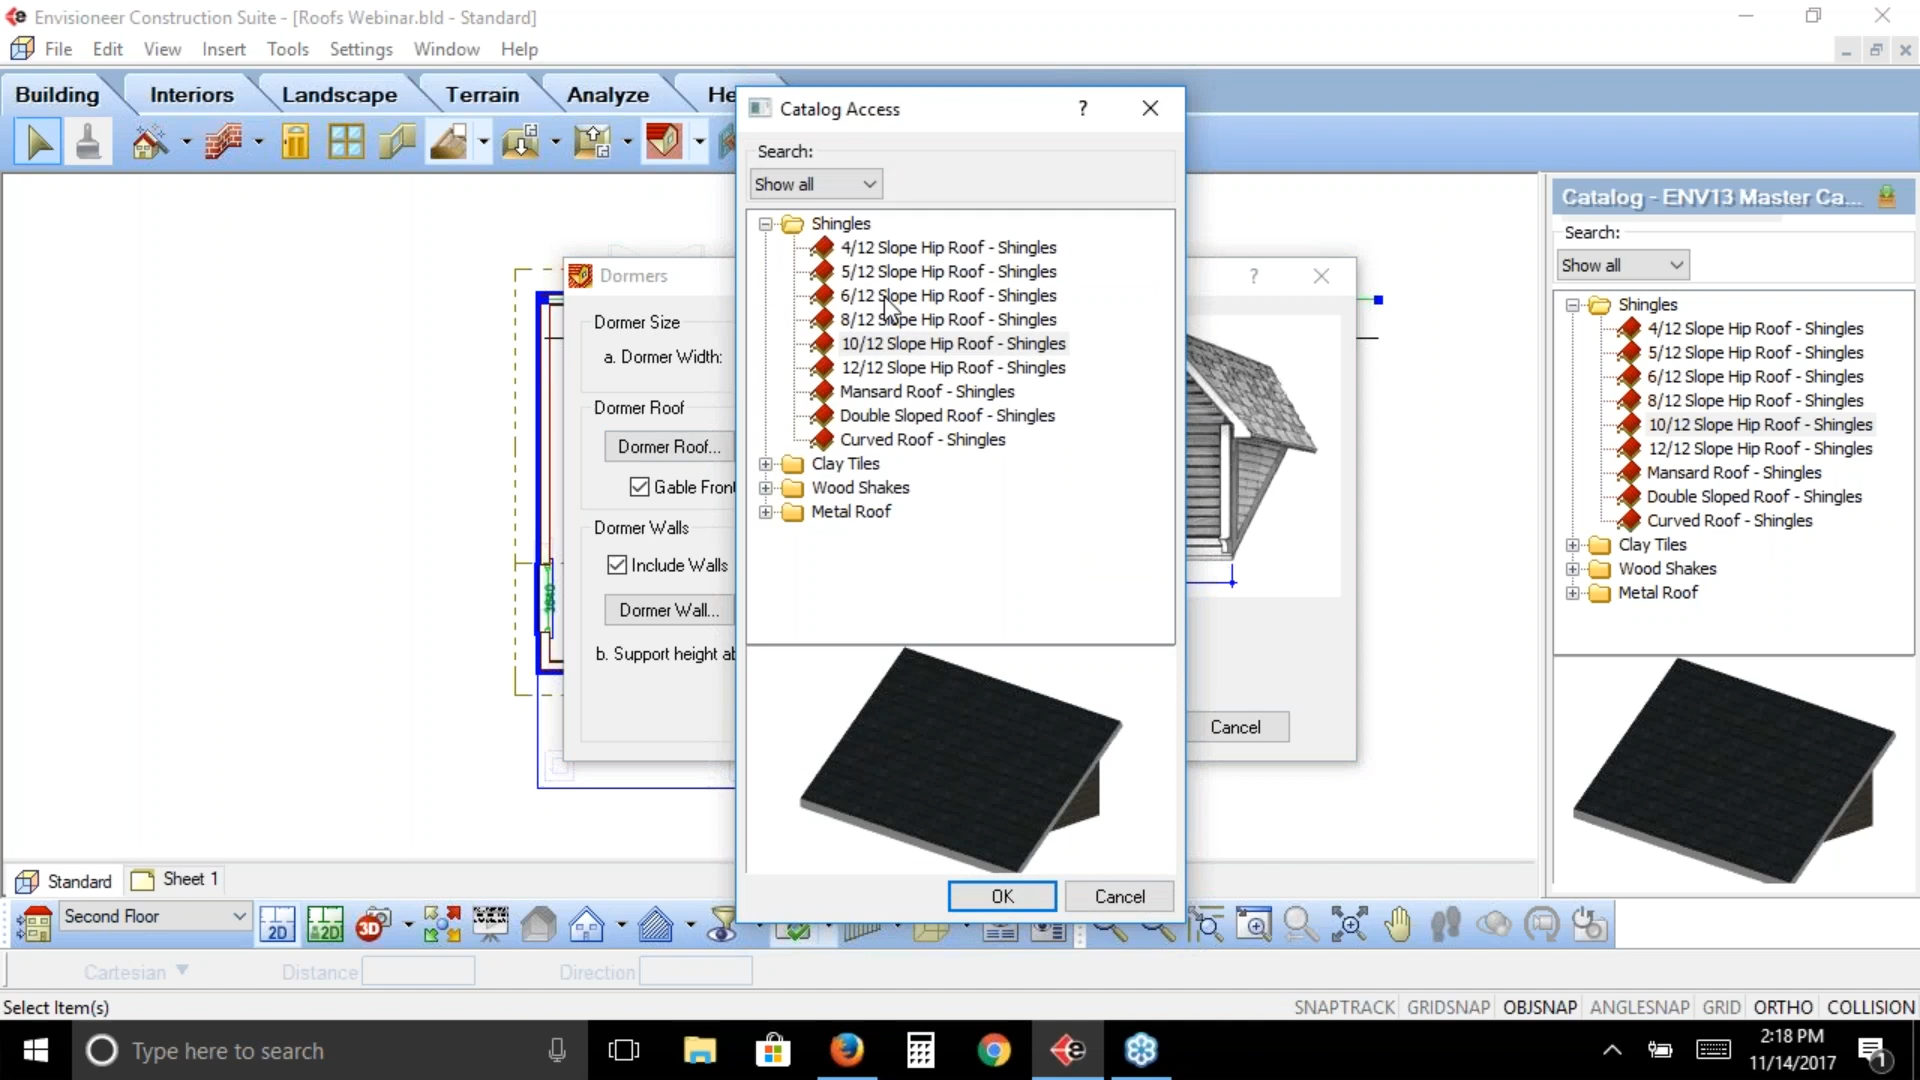 Envisioneer Construction Suite - [Roofs Webinar.bld - Standard]
File Edit View Insert Tools Settings Window Help
Building Interiors Landscape Terrain Analyze He
Catalog Access
Search:
Show all
Shingles
4/12 Slope Hip Roof - Shingles
5/12 Slope Hip Roof - Shingles
6/12 Slope Hip Roof - Shingles
8/12 Slope Hip Roof - Shingles
10/12 Slope Hip Roof - Shingles
12/12 Slope Hip Roof - Shingles
Mansard Roof - Shingles
Double Sloped Roof - Shingles
Curved Roof - Shingles
Clay Tiles
Wood Shakes
Metal Roof
OK Cancel
Dormers
Dormer Size
a. Dormer Width:
Dormer Roof
Dormer Roof...
Gable Front
Dormer Walls
Include Walls
Dormer Wall...
b. Support height ab
Cancel
Catalog - ENV13 Master Ca...
Search:
Show all
Shingles
4/12 Slope Hip Roof - Shingles
5/12 Slope Hip Roof - Shingles
6/12 Slope Hip Roof - Shingles
8/12 Slope Hip Roof - Shingles
10/12 Slope Hip Roof - Shingles
12/12 Slope Hip Roof - Shingles
Mansard Roof - Shingles
Double Sloped Roof - Shingles
Curved Roof - Shingles
Clay Tiles
Wood Shakes
Metal Roof
Standard Sheet 1
Second Floor 2D 2D 3D
Cartesian Distance Direction
Select Item(s) SNAPTRACK GRIDSNAP OBJSNAP ANGLESNAP GRID ORTHO COLLISION
Type here to search
2:18 PM
11/14/2017
1